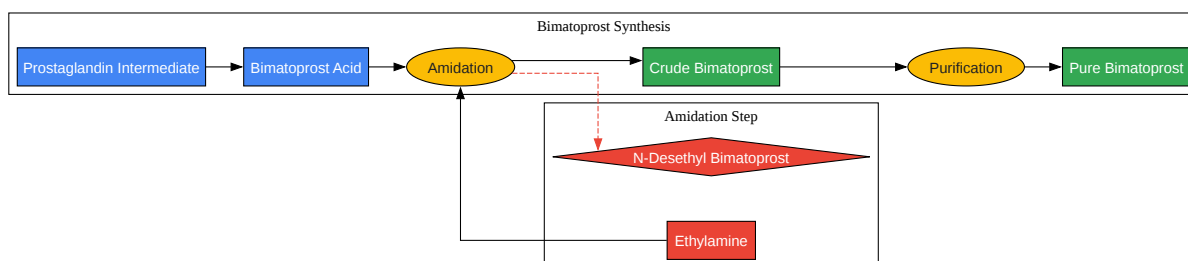 Bimatoprost Synthesis
Prostaglandin Intermediate
Bimatoprost Acid
Amidation
Crude Bimatoprost
Purification
Pure Bimatoprost
Amidation Step
N-Desethyl Bimatoprost
Ethylamine